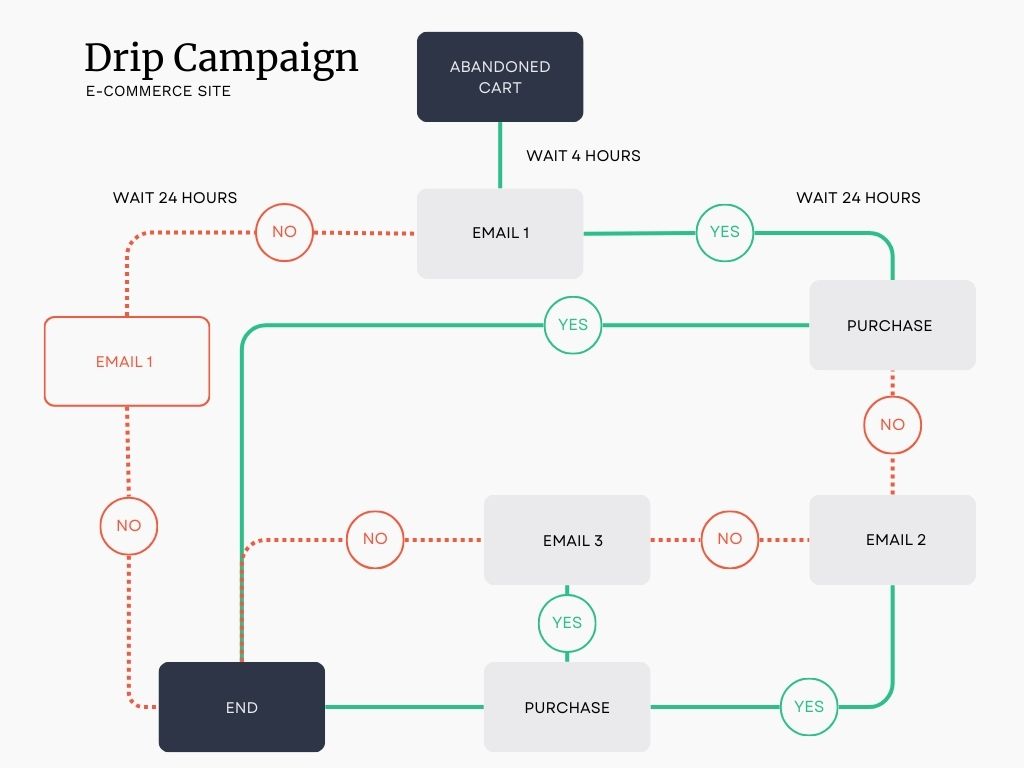 Drip Campaign
E-COMMERCE SITE
ABANDONED
CART
WAIT 4 HOURS
WAIT 24 HOURS
WAIT 24 HOURS
NO
EMAIL 1
YES
EMAIL 1
YES
PURCHASE
NO
NO
NO
EMAIL 3
NO
EMAIL 2
YES
END
PURCHASE
YES